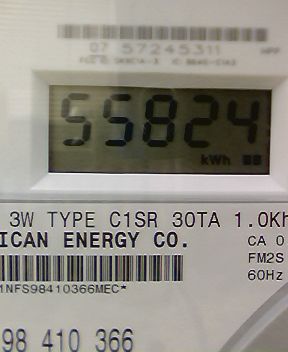 07 57245311
55824
kWh
3W TYPE C1SR 30TA 1.0Kh
ICAN ENERGY CO.
CA 0
FM2S
60Hz
1NFS98410366MEC*
98 410 366